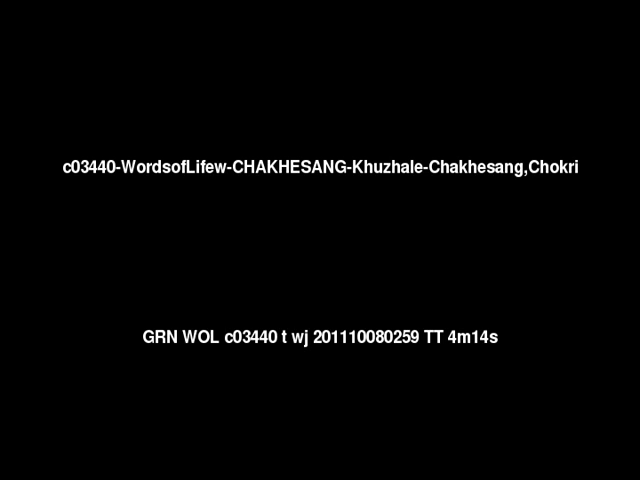 c03440-WordsofLifew-CHAKHESANG-Khuzhale-Chakhesang,Chokri
GRN WOL c03440 t wj 201110080259 TT 4m14s